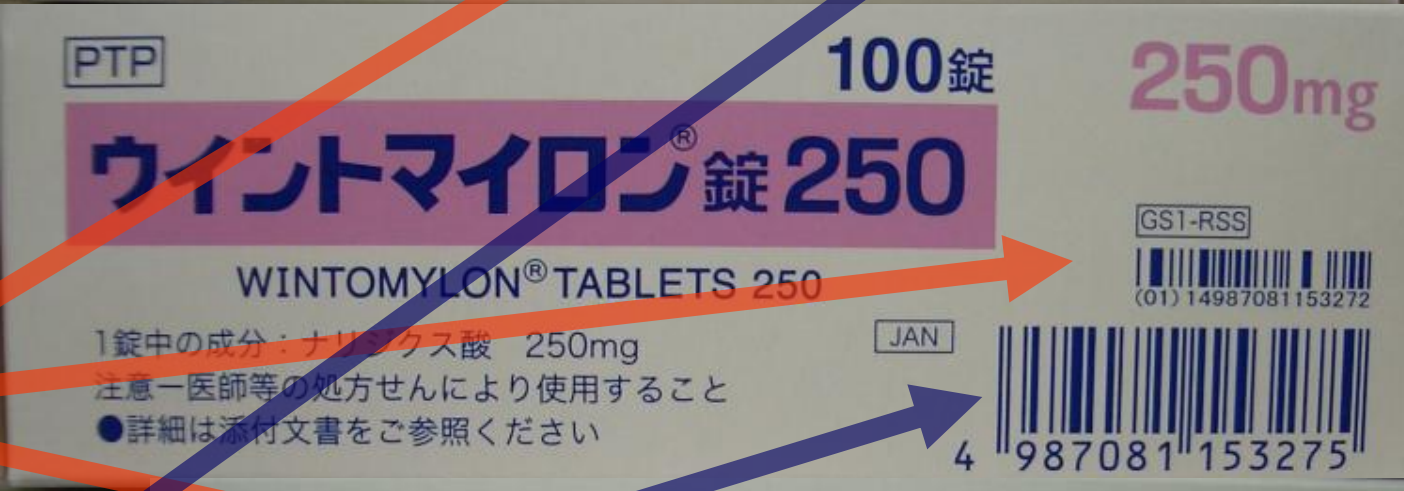 PTP
100錠
250mg
ウイントマイロン®錠250
WINTOMYLON® TABLETS 250
GS1-RSS
(01) 14987081153272
1錠中の成分：ナリジクス酸 250mg
JAN
注意－医師等の処方せんにより使用すること
●詳細は添付文書をご参照ください
4 987081 153275